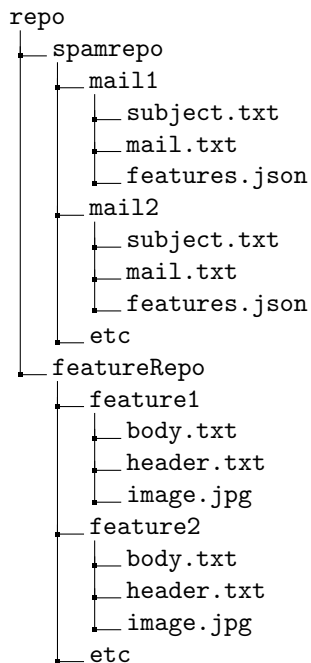 repo
spamrepo
mail1
subject.txt
mail.txt
features.json
mail2
subject.txt
mail.txt
features.json
etc
featureRepo
feature1
body.txt
header.txt
image.jpg
feature2
body.txt
header.txt
image.jpg
etc